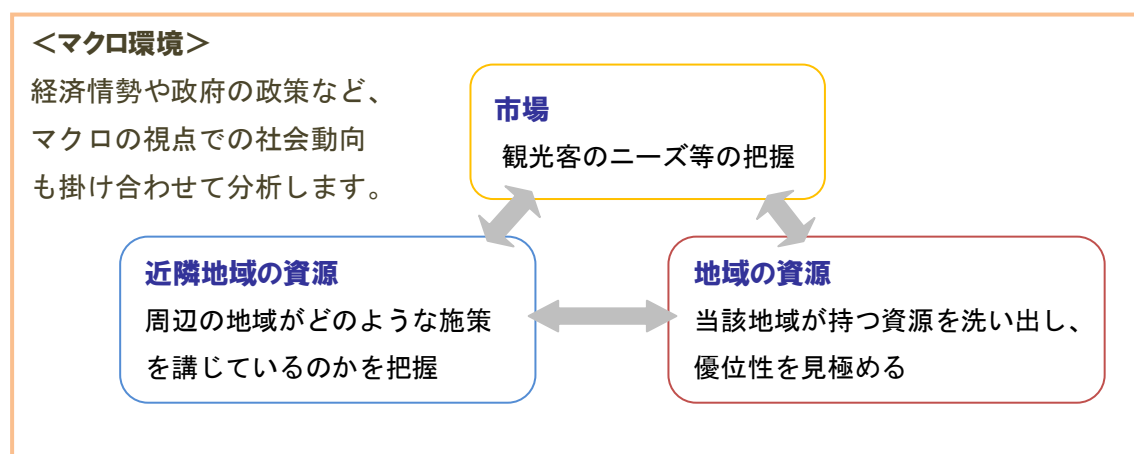 ＜マクロ環境＞
経済情勢や政府の政策など、
マクロの視点での社会動向
も掛け合わせて分析します。
市場
観光客のニーズ等の把握
近隣地域の資源
周辺の地域がどのような施策
を講じているのかを把握
地域の資源
当該地域が持つ資源を洗い出し、
優位性を見極める